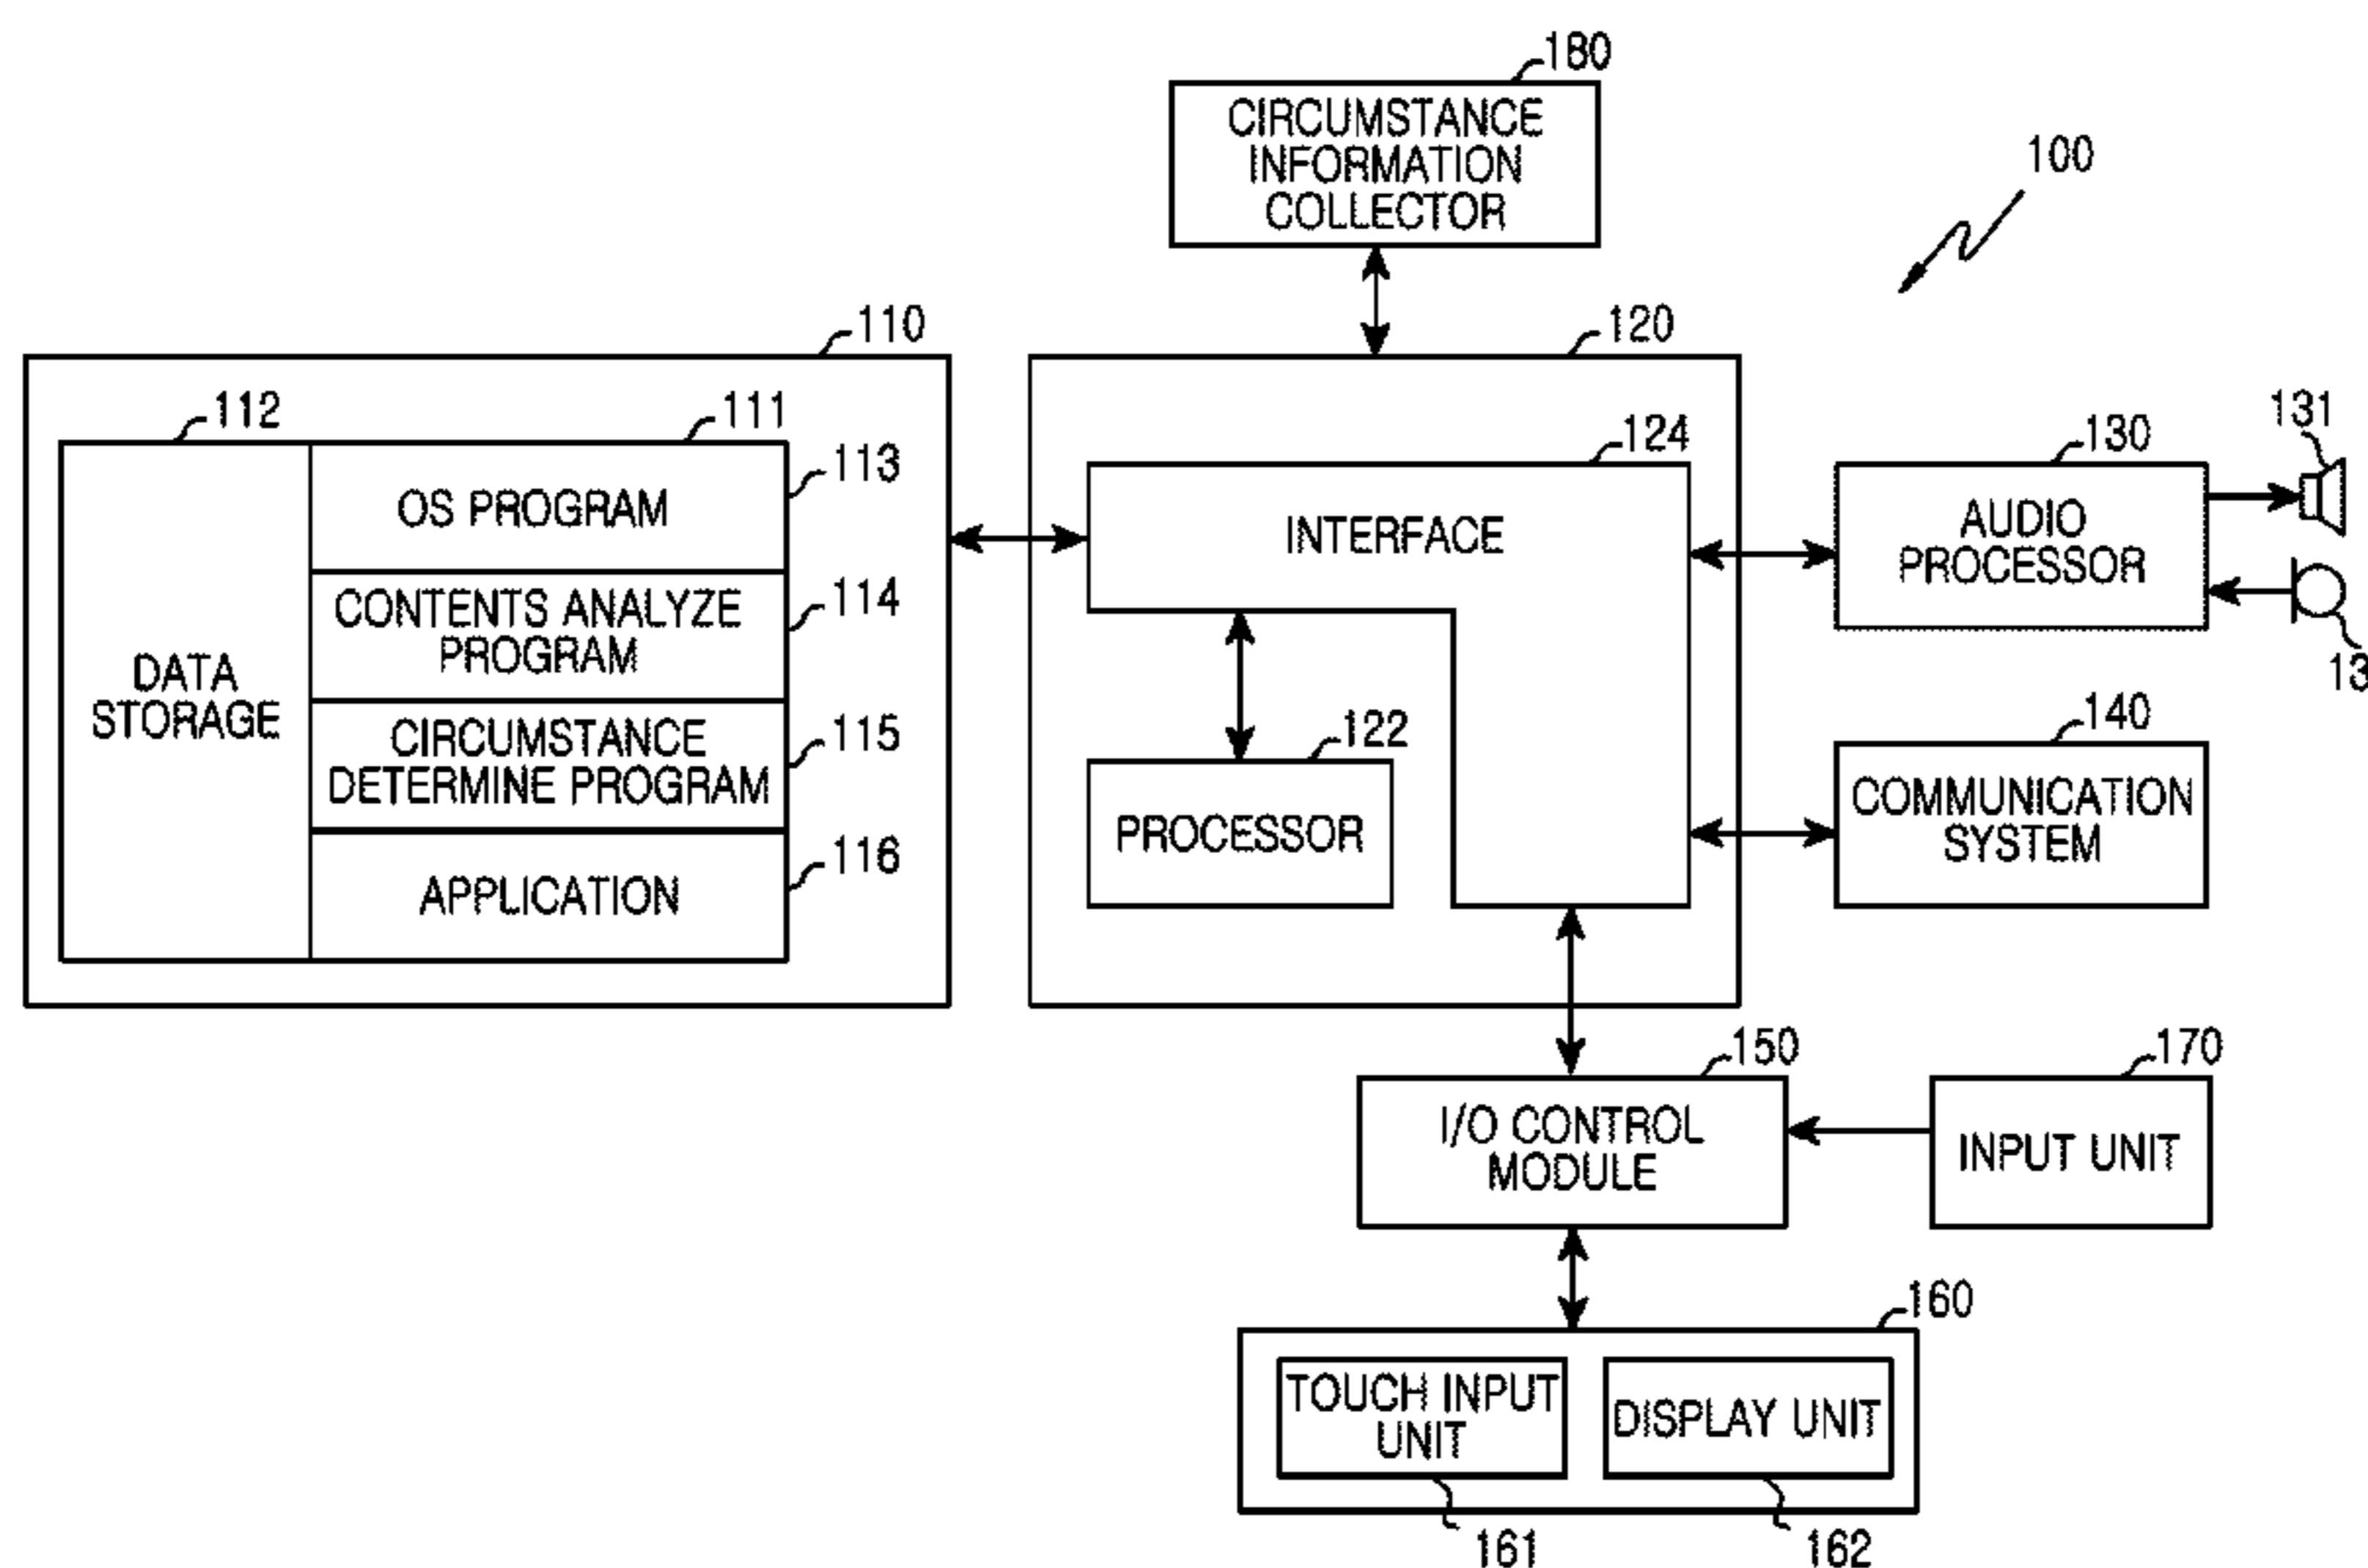 180
CIRCUMSTANCE
INFORMATION
COLLECTOR
100
110
120
112
111
113
OS PROGRAM
114
CONTENTS ANALYZE
PROGRAM
DATA
STORAGE
115
CIRCUMSTANCE
DETERMINE PROGRAM
116
APPLICATION
124
INTERFACE
122
PROCESSOR
130
AUDIO
PROCESSOR
131
13
140
COMMUNICATION
SYSTEM
150
I/O CONTROL
MODULE
170
INPUT UNIT
160
TOUCH INPUT
UNIT
DISPLAY UNIT
161
162